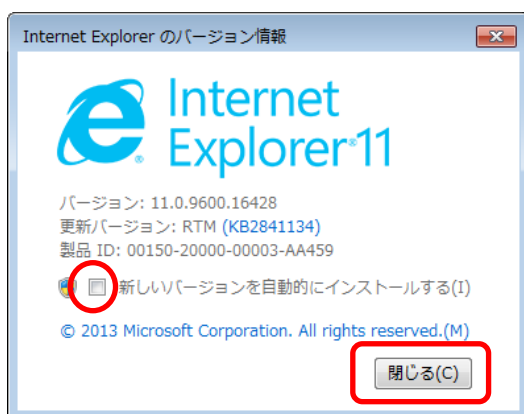 Internet Explorer のバージョン情報
Internet
Explorer®11
バージョン: 11.0.9600.16428
更新バージョン: RTM (KB2841134)
製品 ID: 00150-20000-00003-AA459
新しいバージョンを自動的にインストールする(I)
© 2013 Microsoft Corporation. All rights reserved.(M)
閉じる(C)